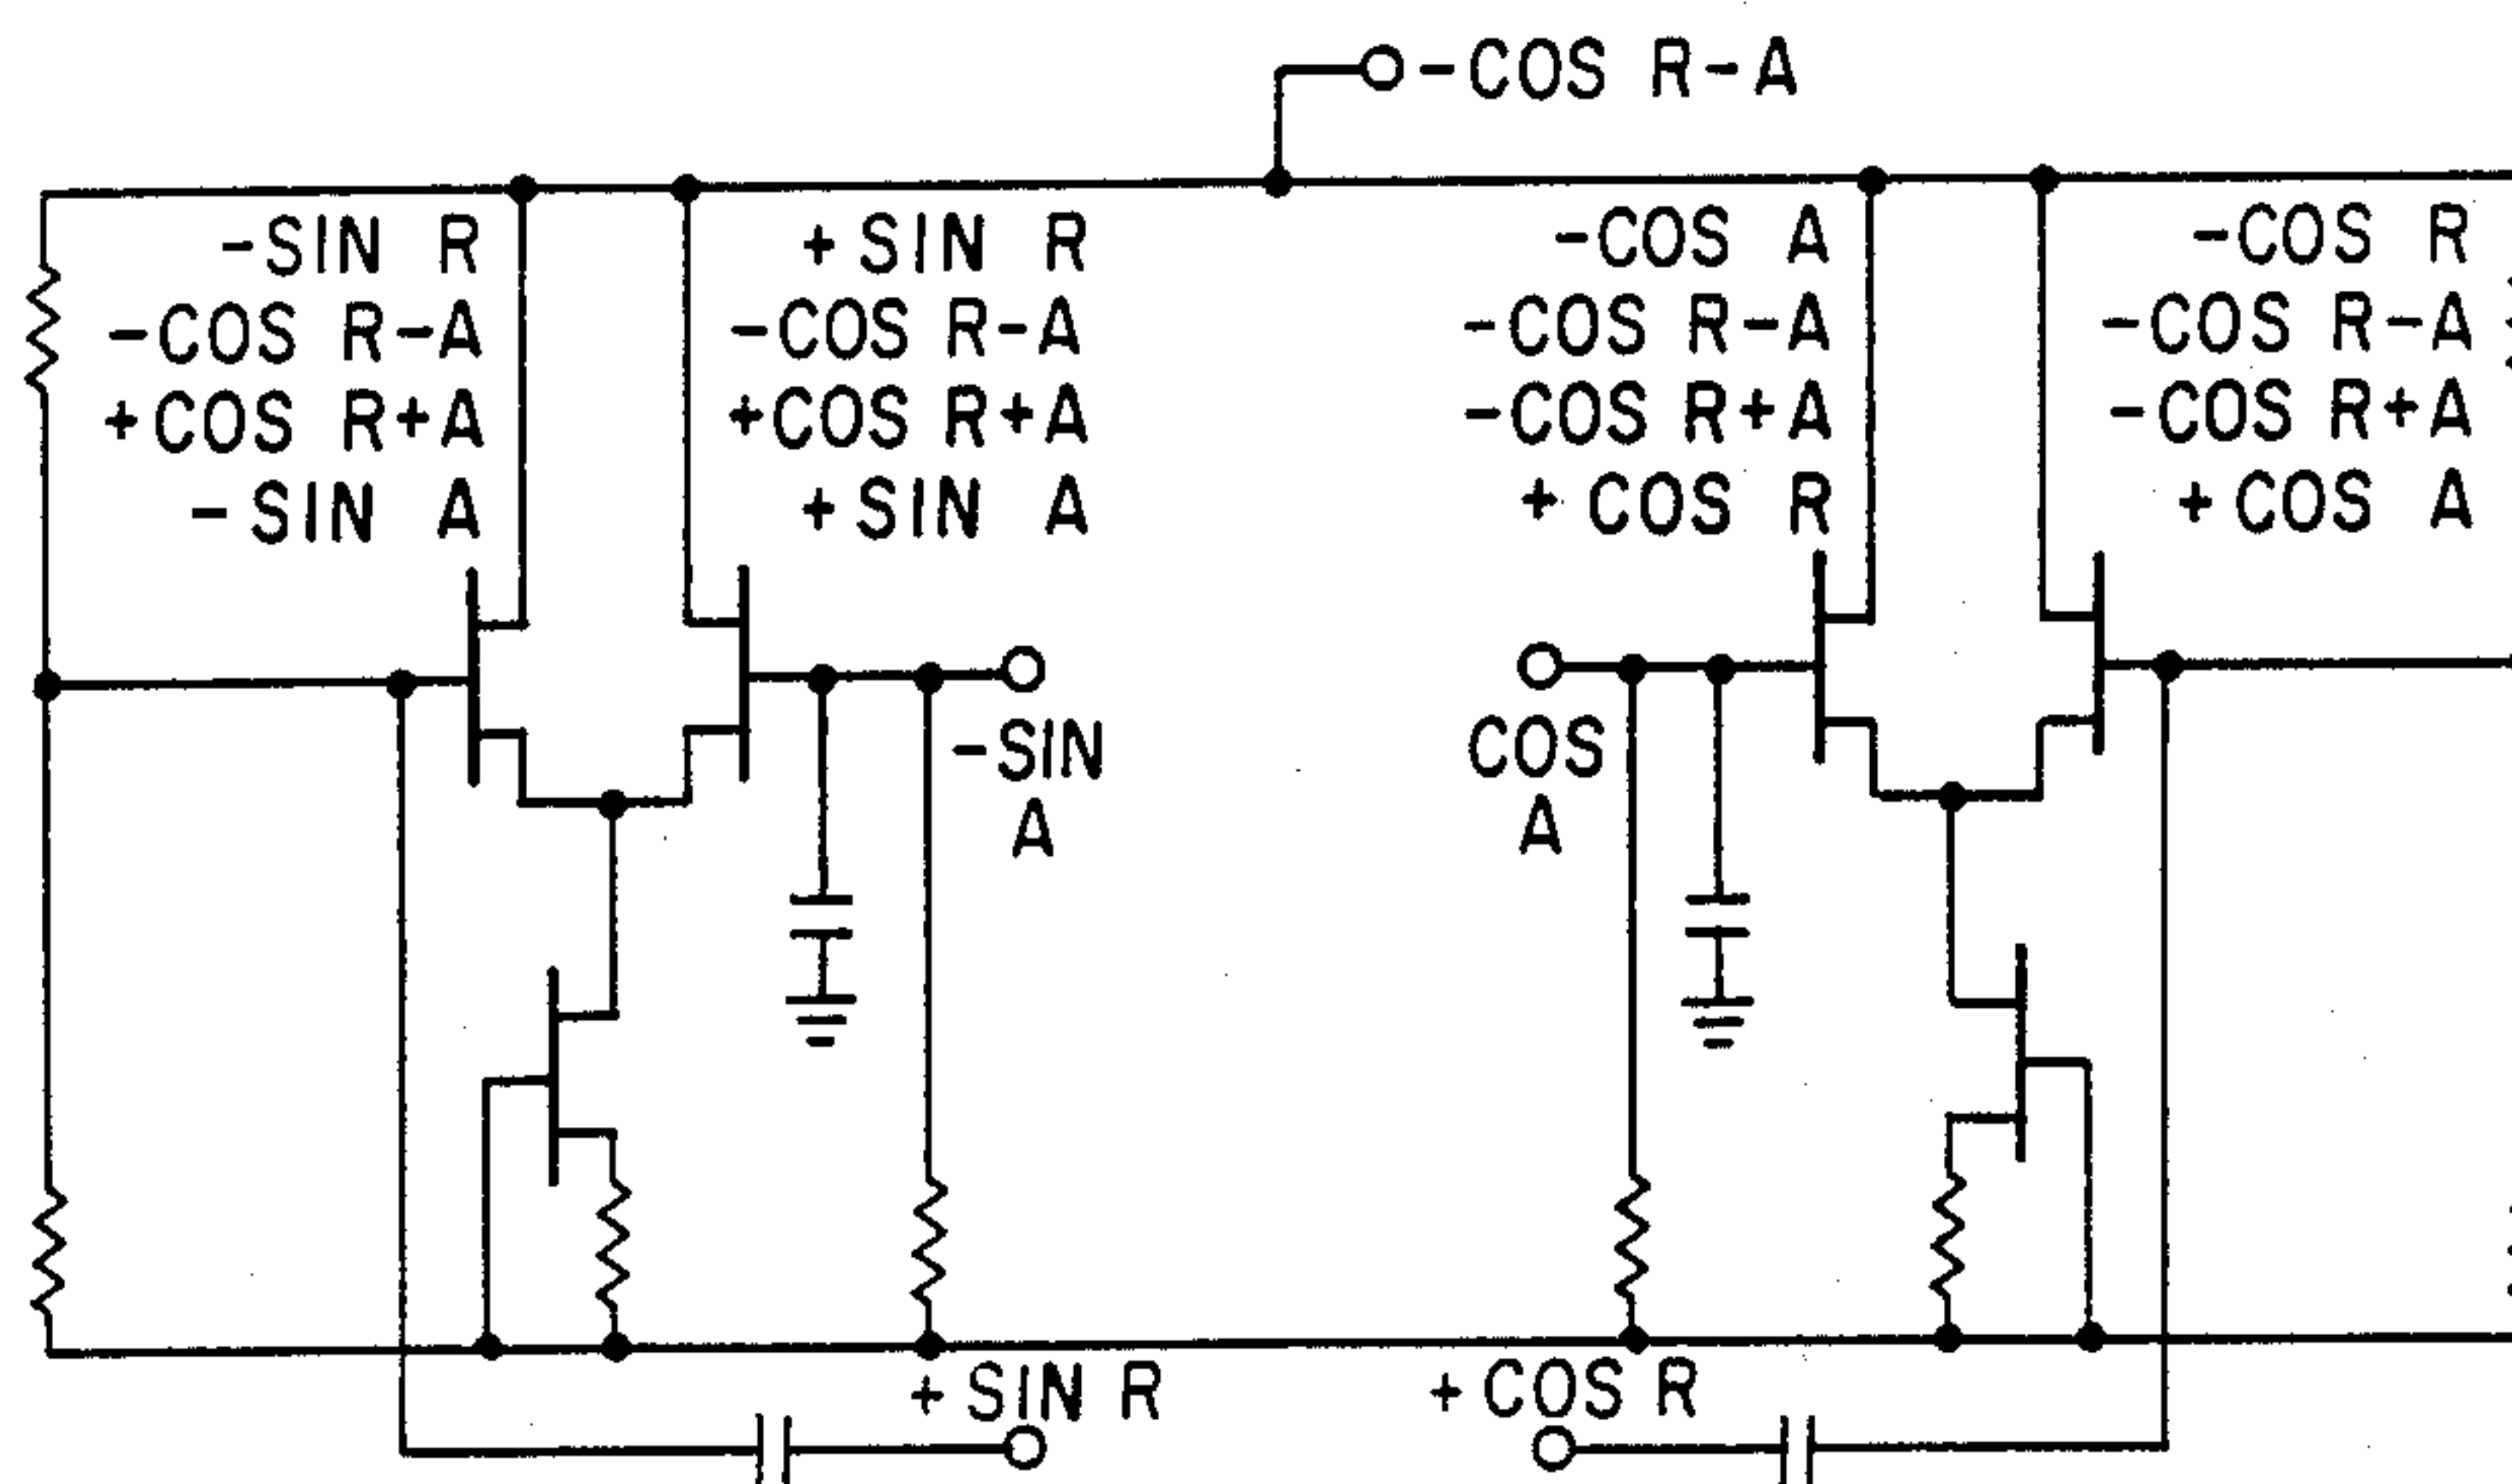 -COS R-A
-SIN R
-COS R-A
+COS R+A
-SIN A
+SIN R
-COS R-A
+COS R+A
+SIN A
-COS A
-COS R-A
-COS R+A
+COS R
-COS R
-COS R-A
-COS R+A
+COS A
-SIN
A
COS
A
+SIN R
+COS R